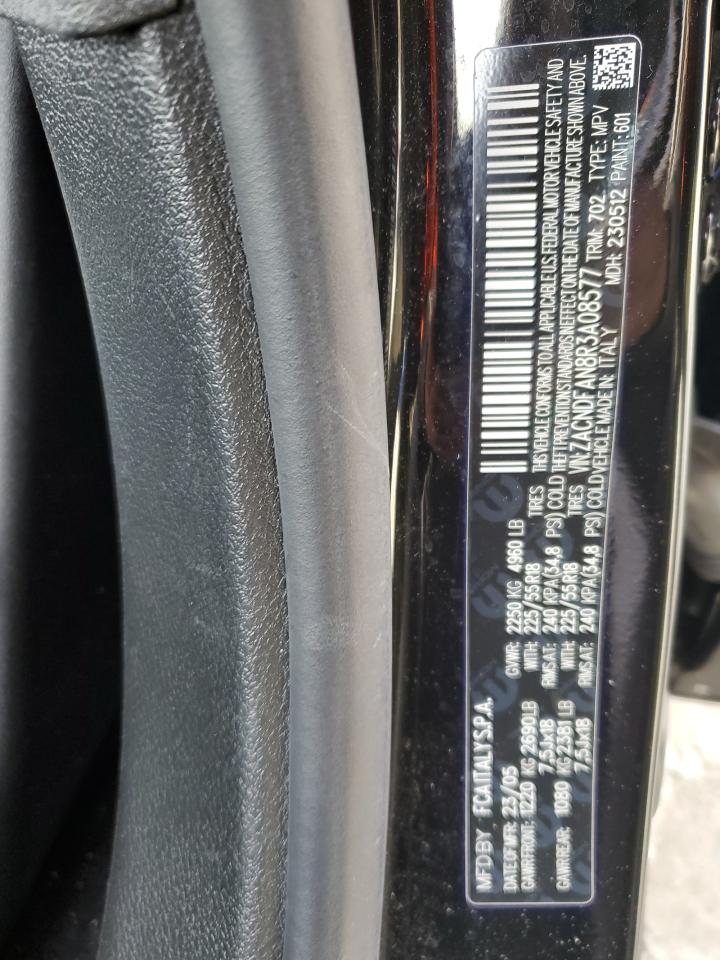 MFD BY FCA ITALY S.P.A.
DATE OF MFR: 23/05 GVWR: 2250 KG 4960 LB
GAWR FRONT: 1220 KG 2690 LB WITH: 225/55R18 TIRES
7,5Jx18 RIMS AT: 240 KPA(34,8 PSI) COLD
GAWR REAR: 1080 KG 2381 LB WITH: 225/55R18 TIRES
7,5Jx18 RIMS AT: 240 KPA(34,8 PSI) COLD
THIS VEHICLE CONFORMS TO ALL APPLICABLE U.S. FEDERAL MOTOR VEHICLE SAFETY AND
THEFT PREVENTION STANDARDS IN EFFECT ON THE DATE OF MANUFACTURE SHOWN ABOVE.
VIN: ZACNDFAN8R3A08577 TRIM: 702 TYPE: MPV
VEHICLE MADE IN: ITALY MDH: 230512 PAINT: 601